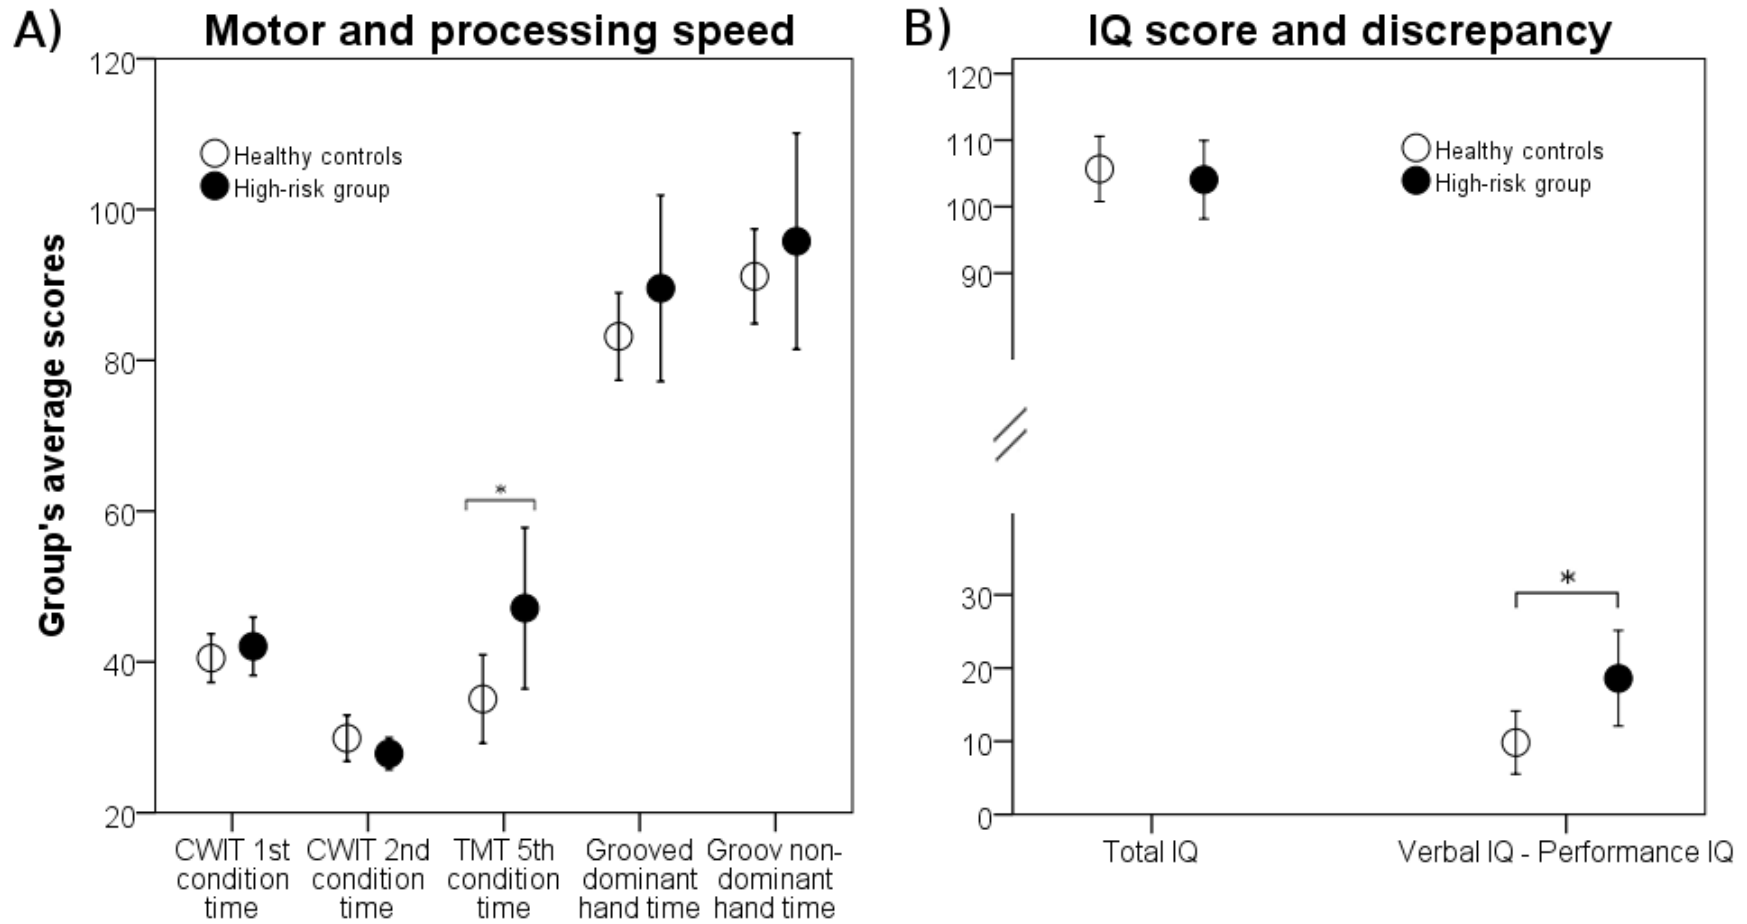 A)
Motor and processing speed
Group's average scores
120
100
80
60
40
20
Healthy controls
High-risk group
*
CWIT 1st condition time
CWIT 2nd condition time
TMT 5th condition time
Grooved dominant hand time
Groov non-dominant hand time
B)
IQ score and discrepancy
120
110
100
90
30
20
10
0
Healthy controls
High-risk group
*
Total IQ
Verbal IQ - Performance IQ